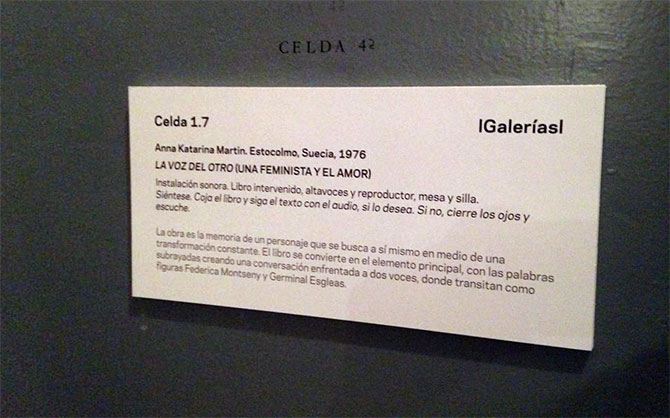 CELDA 42
Celda 1.7
|Galerías|
Anna Katarina Martin. Estocolmo, Suecia, 1976
LA VOZ DEL OTRO (UNA FEMINISTA Y EL AMOR)
Instalación sonora. Libro intervenido, altavoces y reproductor, mesa y silla.
Siéntese. Coja el libro y siga el texto con el audio, si lo desea. Si no, cierre los ojos y
escuche.
La obra es la memoria de un personaje que se busca a sí mismo en medio de una
transformación constante. El libro se convierte en el elemento principal, con las palabras
subrayadas creando una conversación enfrentada a dos voces, donde transitan como
figuras Federica Montseny y Germinal Esgleas.